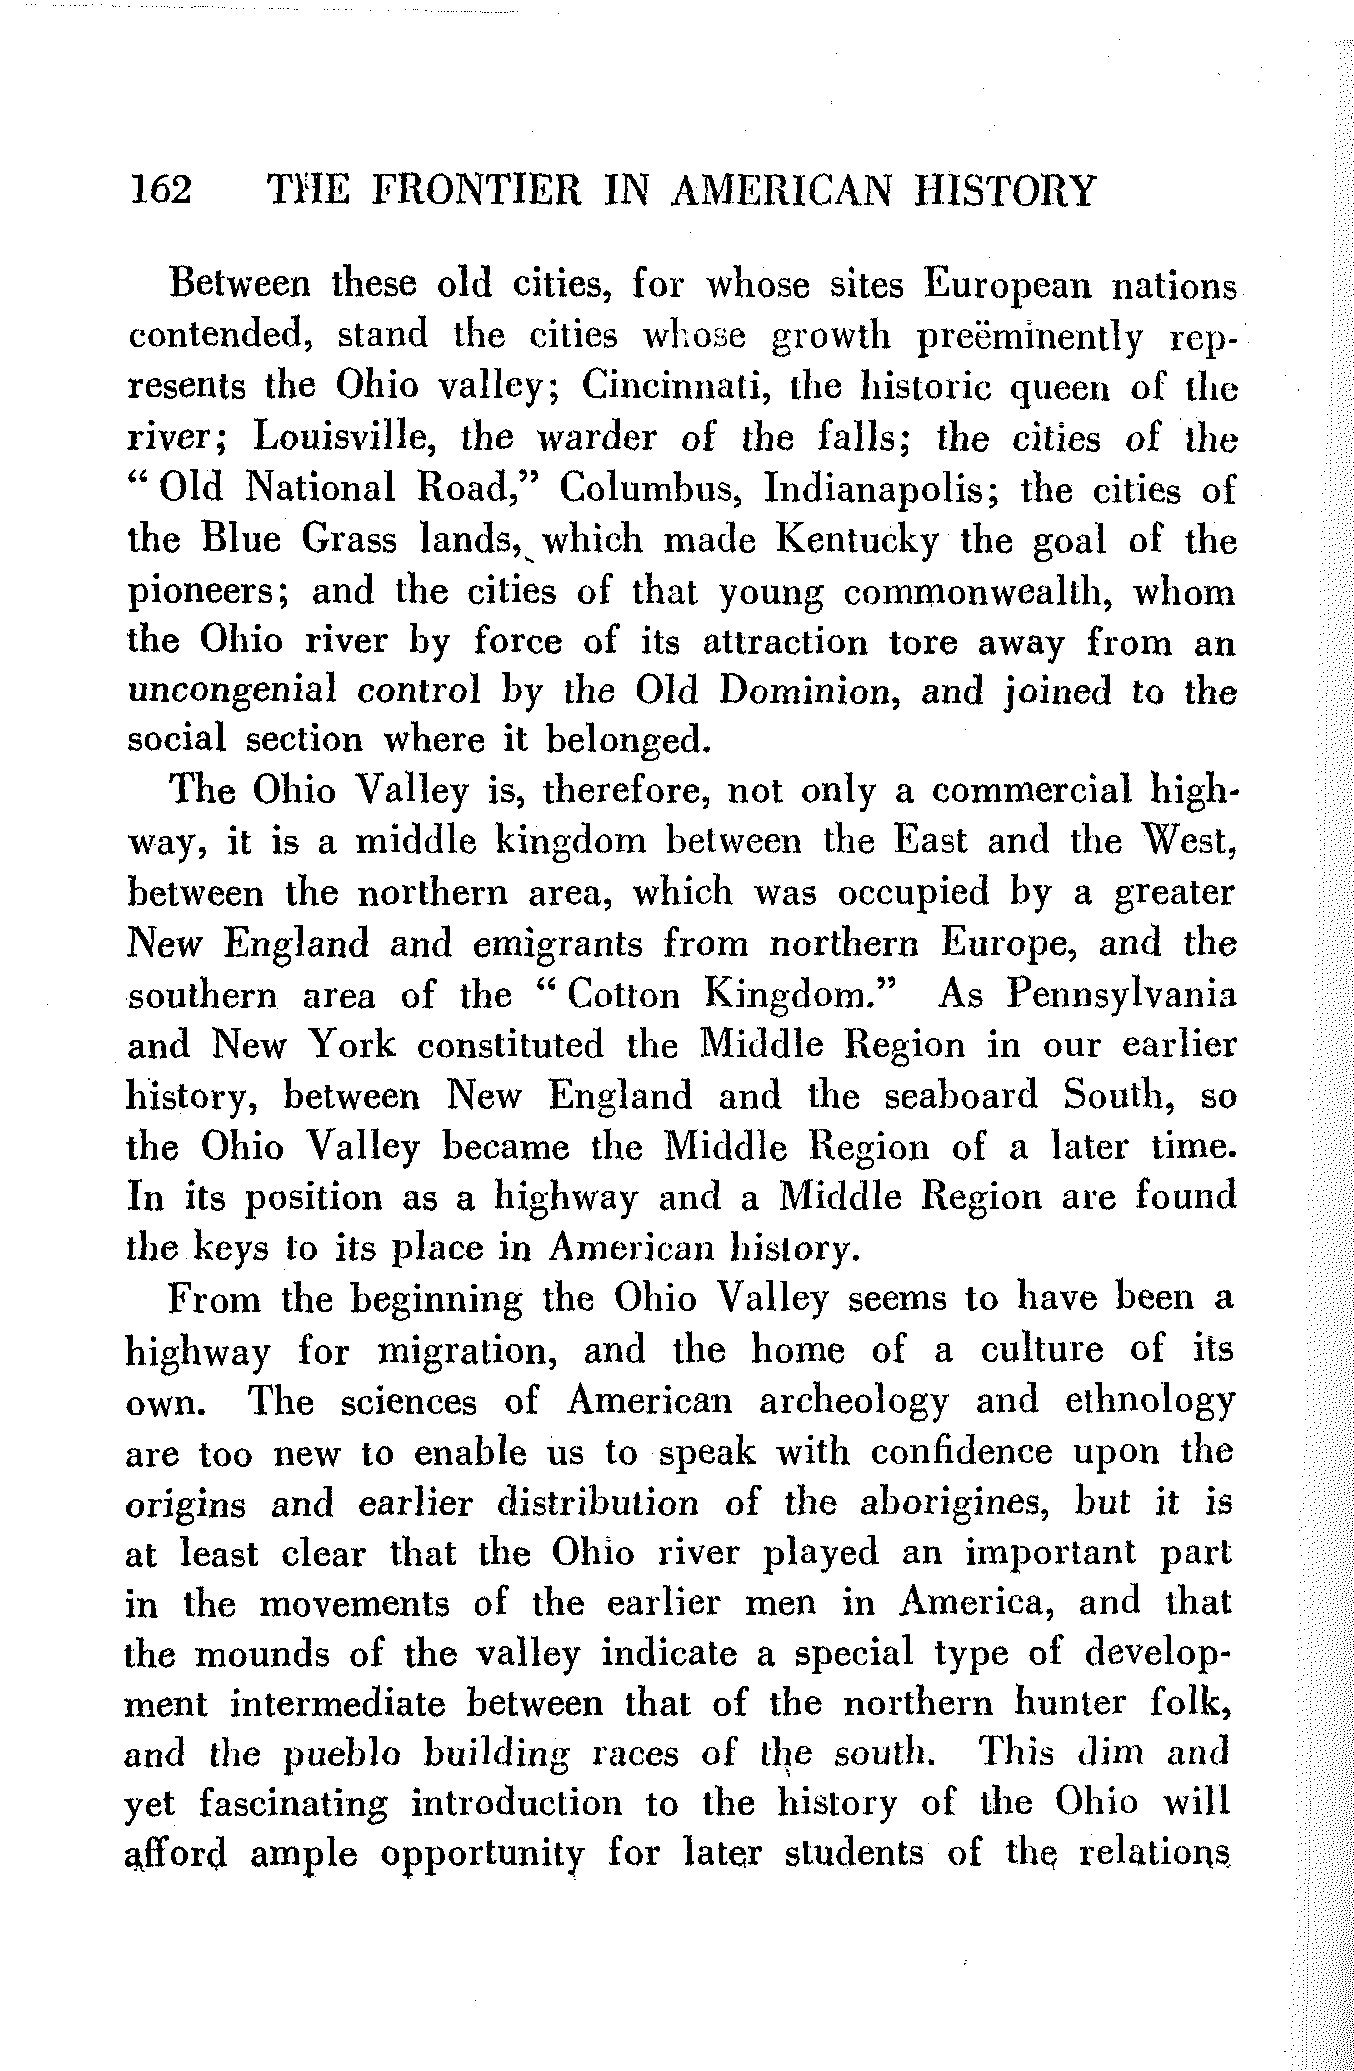 162 THE FRONTIER IN AMERICAN HISTORY
Between these old cities, for whose sites European nations
contended, stand the cities whose growth preëminently rep-
resents the Ohio valley; Cincinnati, the historic queen of the
river; Louisville, the warder of the falls; the cities of the
“ Old National Road,” Columbus, Indianapolis; the cities of
the Blue Grass lands, which made Kentucky the goal of the
pioneers; and the cities of that young commonwealth, whom
the Ohio river by force of its attraction tore away from an
uncongenial control by the Old Dominion, and joined to the
social section where it belonged.
The Ohio Valley is, therefore, not only a commercial high-
way, it is a middle kingdom between the East and the West,
between the northern area, which was occupied by a greater
New England and emigrants from northern Europe, and the
southern area of the “ Cotton Kingdom.” As Pennsylvania
and New York constituted the Middle Region in our earlier
history, between New England and the seaboard South, so
the Ohio Valley became the Middle Region of a later time.
In its position as a highway and a Middle Region are found
the keys to its place in American history.
From the beginning the Ohio Valley seems to have been a
highway for migration, and the home of a culture of its
own. The sciences of American archeology and ethnology
are too new to enable us to speak with confidence upon the
origins and earlier distribution of the aborigines, but it is
at least clear that the Ohio river played an important part
in the movements of the earlier men in America, and that
the mounds of the valley indicate a special type of develop-
ment intermediate between that of the northern hunter folk,
and the pueblo building races of the south. This dim and
yet fascinating introduction to the history of the Ohio will
afford ample opportunity for later students of the relations